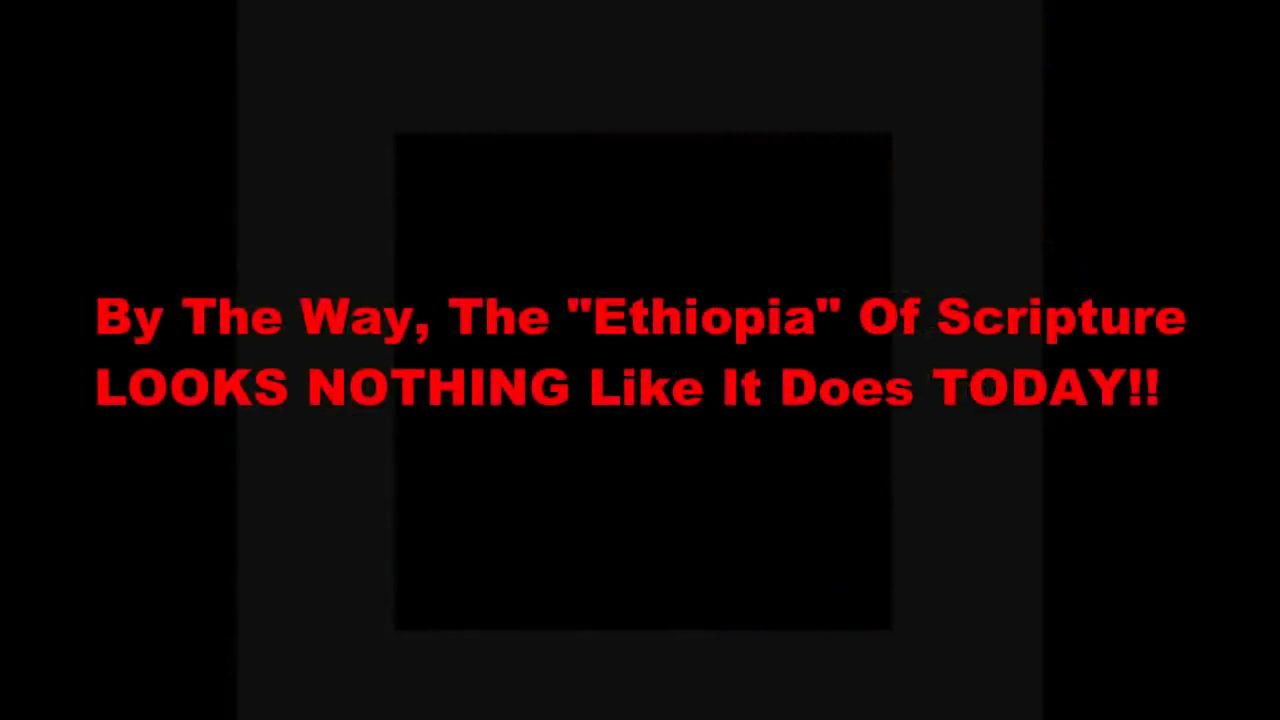 By The Way, The "Ethiopia" Of Scripture
LOOKS NOTHING Like It Does TODAY!!